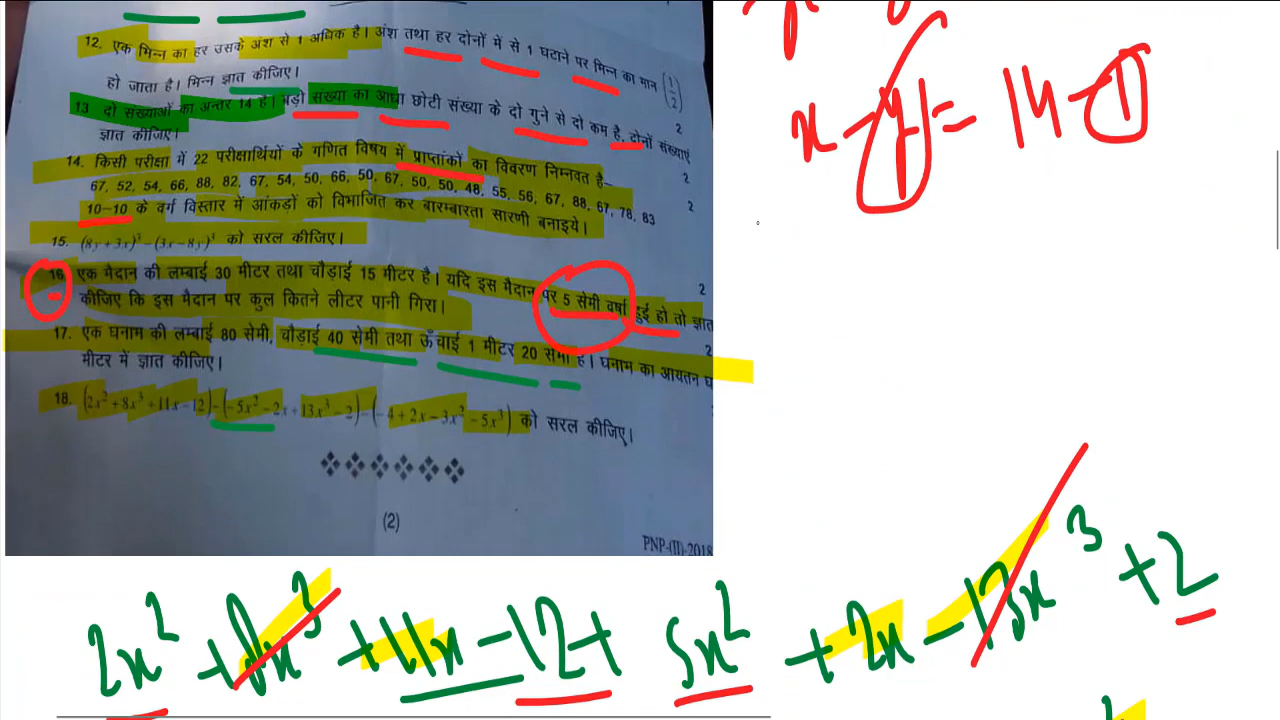 12. एक भिन्न का हर उसके अंश से 1 अधिक है। अंश तथा हर दोनों में से 1 घटाने पर भिन्न का मान (1/2)
हो जाता है। भिन्न ज्ञात कीजिए।
2
13 दो संख्याओं का अन्तर 14 है। बड़ी संख्या का आधा छोटी संख्या के दो गुने से दो कम है, दोनों संख्याएं
ज्ञात कीजिए।
2
14. किसी परीक्षा में 22 परीक्षार्थियों के गणित विषय में प्राप्तांकों का विवरण निम्नवत है–
67, 52, 54, 66, 88, 82, 67, 54, 50, 66, 50, 67, 50, 50, 48, 55, 56, 67, 88, 67, 78, 83
10–10 के वर्ग विस्तार में आंकड़ों को विभाजित कर बारम्बारता सारणी बनाइये।
2
15. (8y+3x)² – (3x–8y)² को सरल कीजिए।
2
16. एक मैदान की लम्बाई 30 मीटर तथा चौड़ाई 15 मीटर है। यदि इस मैदान पर 5 सेमी वर्षा हुई हो तो ज्ञात
कीजिए कि इस मैदान पर कुल कितने लीटर पानी गिरा।
2
17. एक घनाम की लम्बाई 80 सेमी, चौड़ाई 40 सेमी तथा ऊँचाई 1 मीटर 20 सेमी है। घनाम का आयतन घ
मीटर में ज्ञात कीजिए।
18. (2x²+8x³+11x–12)–(–5x²–2x+13x³–2)–(–4+2x–3x²–5x³) को सरल कीजिए।
(2)
PNP-(II)-2018
x - y = 14 - 1
2x² + 8x³ + 11x - 12 + 5x² + 2x - 13x³ + 2